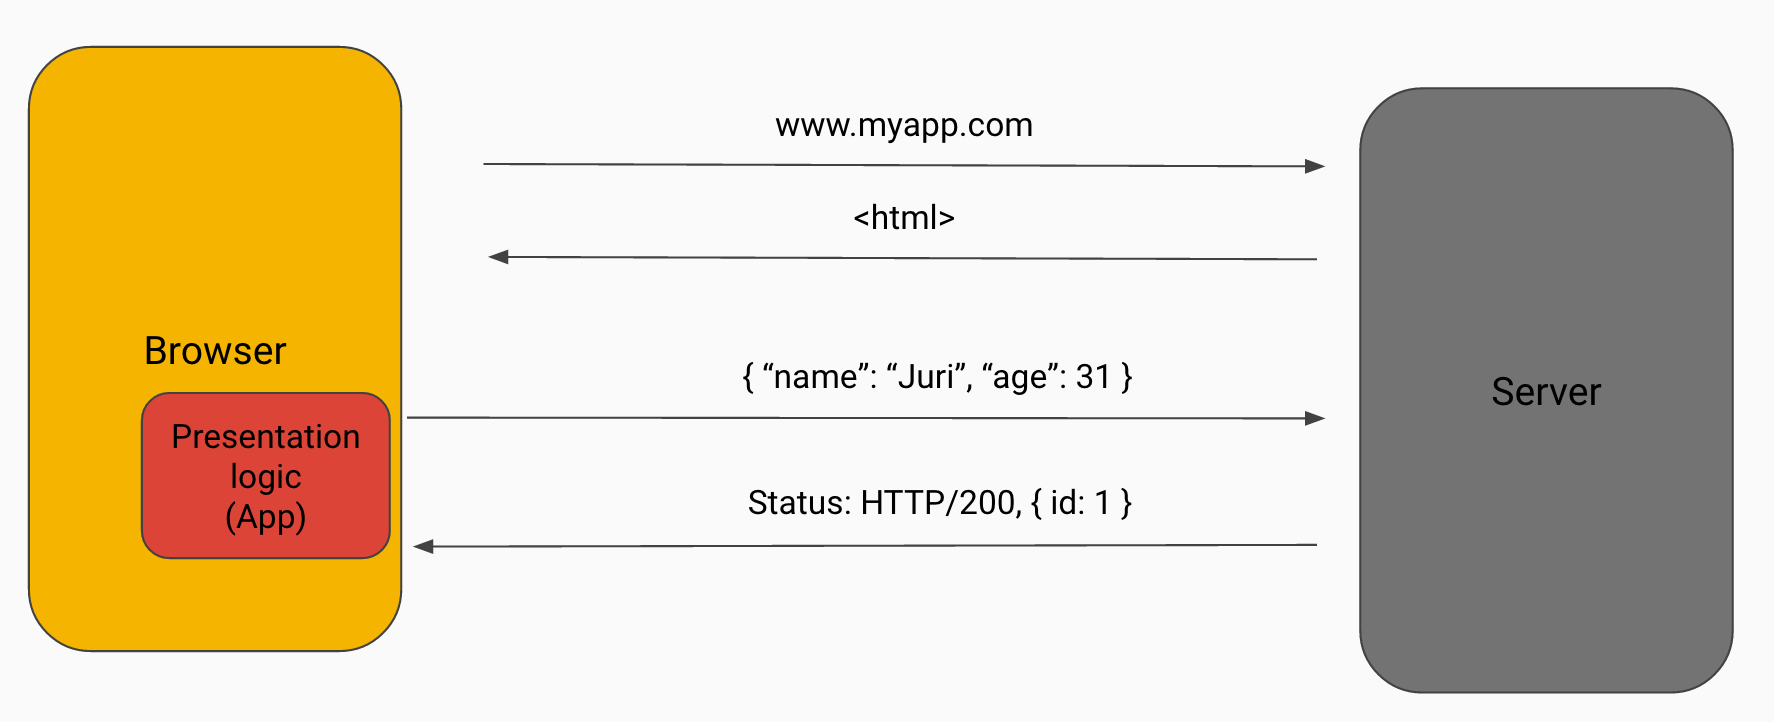 www.myapp.com
<html>
Browser
{ “name”: “Juri”, “age”: 31 }
Server
Presentation
logic
(App)
Status: HTTP/200, { id: 1 }